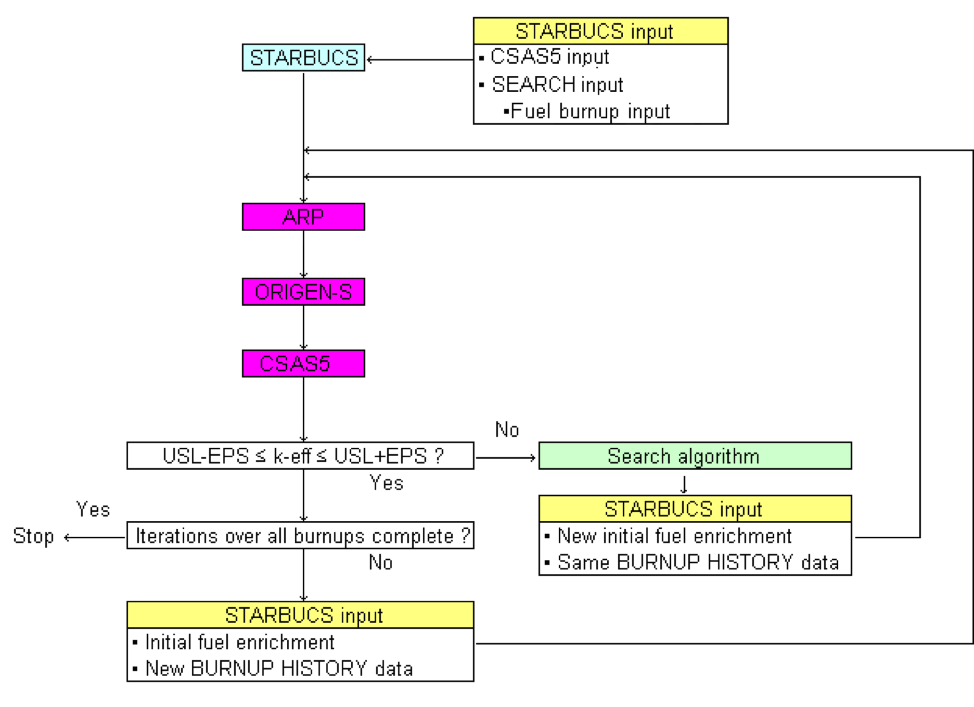 STARBUCS input
STARBUCS
▪ CSAS5 input
▪ SEARCH input
▪Fuel burnup input
ARP
ORIGEN-S
CSAS5
No
USL-EPS ≤ k-eff ≤ USL+EPS ?
Search algorithm
Yes
Yes
STARBUCS input
Stop
Iterations over all burnups complete ?
▪ New initial fuel enrichment
▪ Same BURNUP HISTORY data
No
STARBUCS input
▪ Initial fuel enrichment
▪ New BURNUP HISTORY data